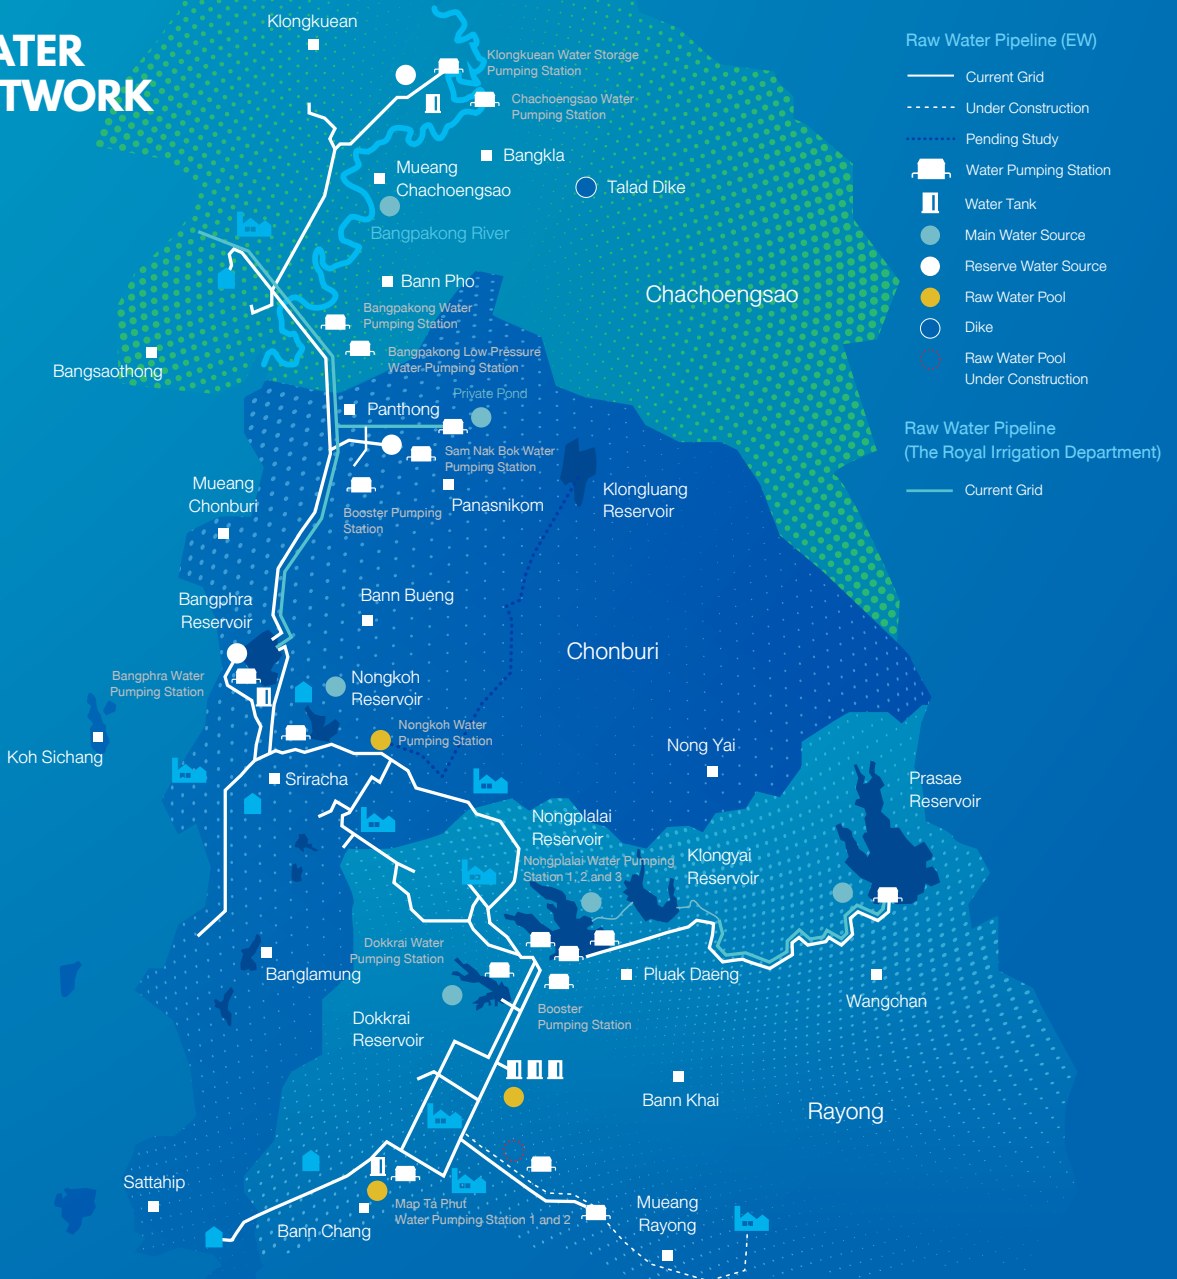 ATER
TWORK
Klongkuean
Klongkuean Water Storage
Pumping Station
Chachoengsao Water
Pumping Station
Bangkla
Mueang
Chachoengsao
Talad Dike
Bangpakong River
Bann Pho
Chachoengsao
Bangpakong Water
Pumping Station
Bangpakong Low Pressure
Water Pumping Station
Bangsaothong
Private Pond
Panthong
Sam Nak Bok Water
Pumping Station
Mueang
Chonburi
Panasnikom
Booster Pumping
Station
Klongluang
Reservoir
Bangphra
Reservoir
Bann Bueng
Chonburi
Bangphra Water
Pumping Station
Nongkoh
Reservoir
Nongkoh Water
Pumping Station
Koh Sichang
Nong Yai
Sriracha
Prasae
Reservoir
Nongplalai
Reservoir
Nongplalai Water Pumping
Station 1, 2 and 3
Klongyai
Reservoir
Dokkrai Water
Pumping Station
Banglamung
Pluak Daeng
Wangchan
Dokkrai
Reservoir
Booster
Pumping Station
Bann Khai
Rayong
Sattahip
Map Ta Phut
Water Pumping Station 1 and 2
Bann Chang
Mueang
Rayong
Raw Water Pipeline (EW)
Current Grid
Under Construction
Pending Study
Water Pumping Station
Water Tank
Main Water Source
Reserve Water Source
Raw Water Pool
Dike
Raw Water Pool
Under Construction
Raw Water Pipeline
(The Royal Irrigation Department)
Current Grid